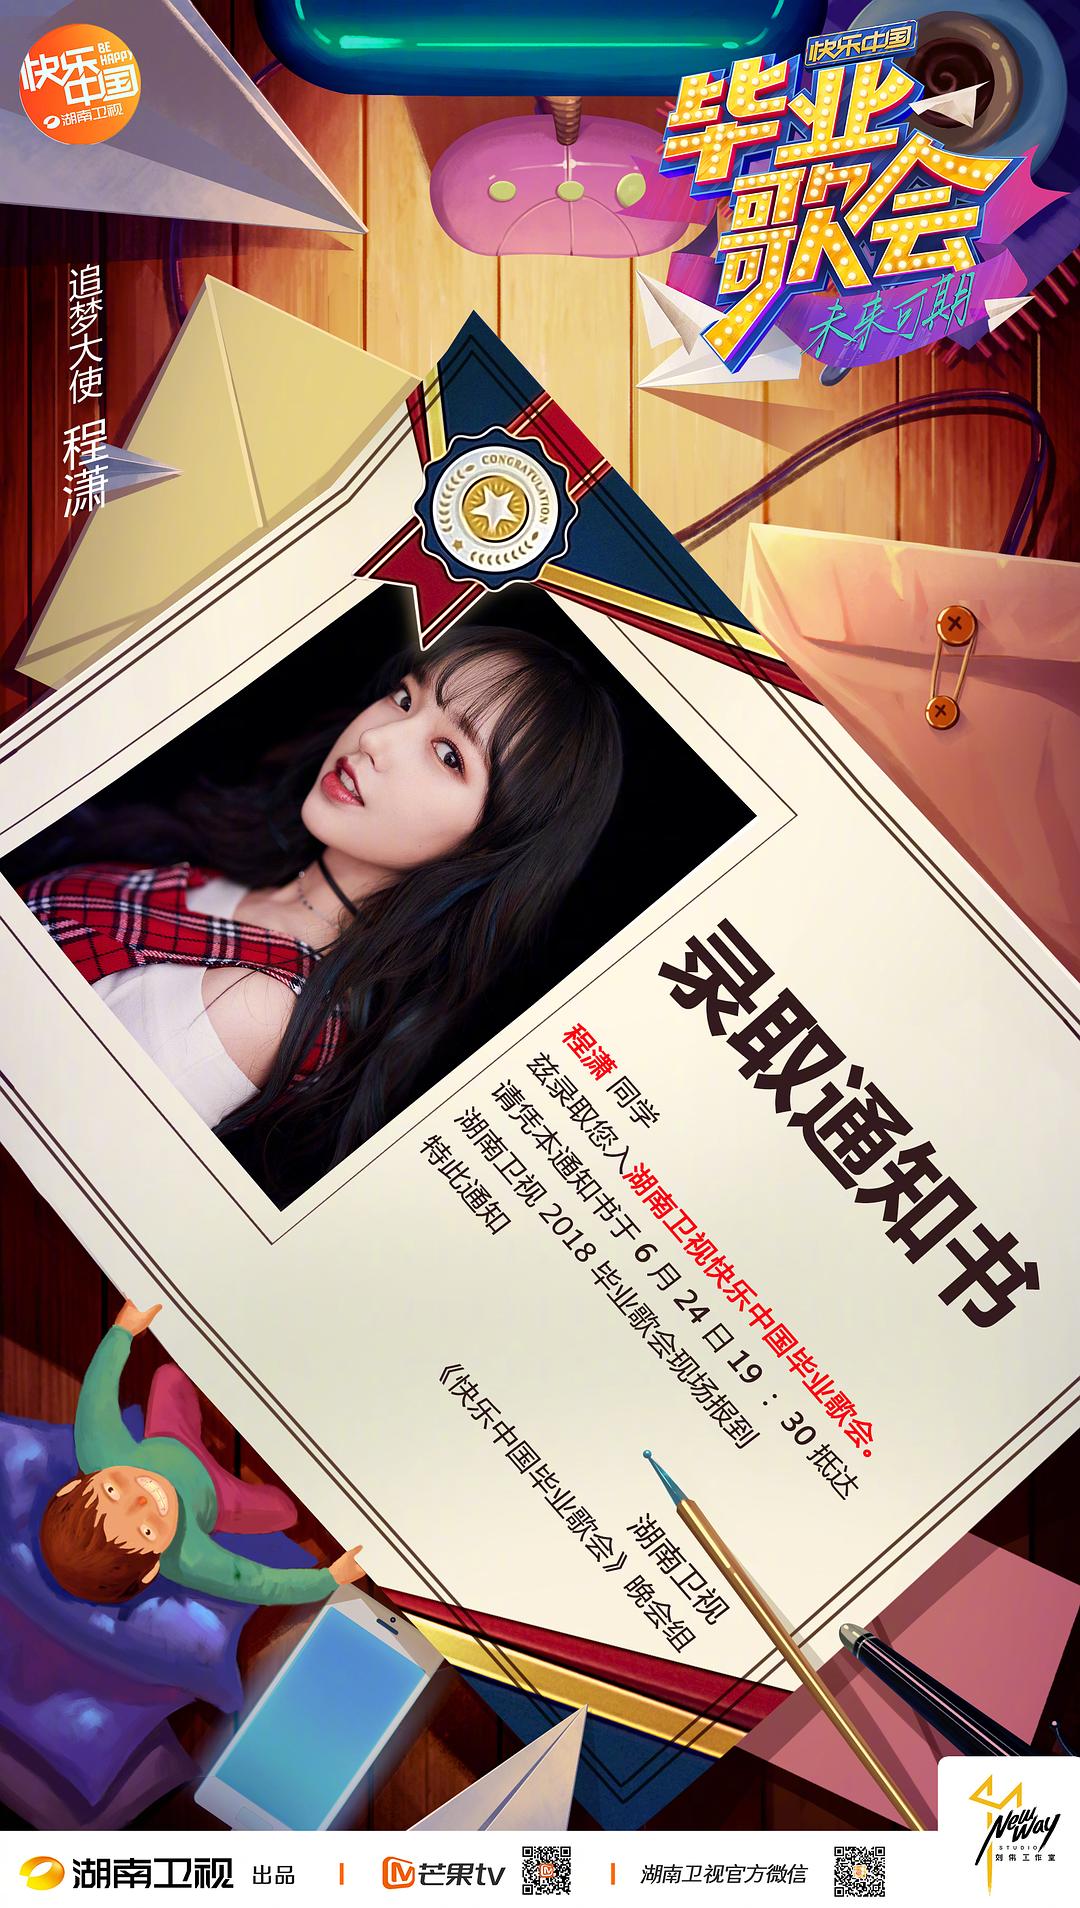 快乐
中国
BE
HAPPY
湖南卫视
快乐中国
毕业
歌会
未来可期
追梦大使 程潇
CONGRATULATION
录取通知书
程潇 同学
兹录取您入湖南卫视快乐中国毕业歌会。
请凭本通知书于 6 月 24 日 19 : 30 抵达
湖南卫视 2018 毕业歌会现场报到
特此通知
湖南卫视
《快乐中国毕业歌会》晚会组
湖南卫视 出品
芒果tv
湖南卫视官方微信
New Way
STUDIO
刘伟工作室